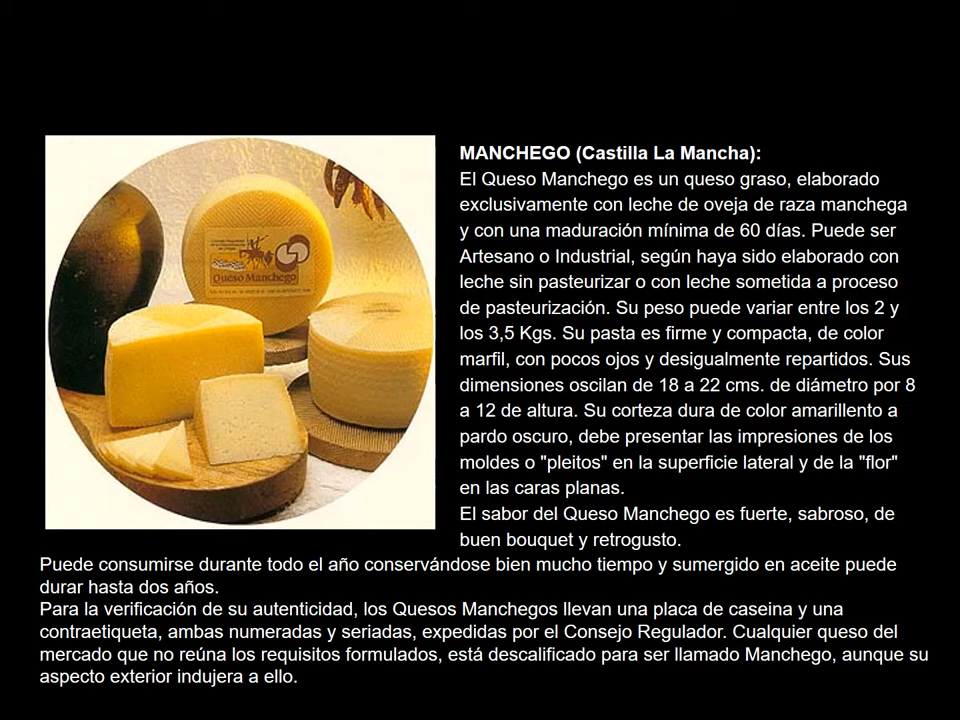 MANCHEGO (Castilla La Mancha):
El Queso Manchego es un queso graso, elaborado
exclusivamente con leche de oveja de raza manchega
y con una maduración mínima de 60 días. Puede ser
Artesano o Industrial, según haya sido elaborado con
leche sin pasteurizar o con leche sometida a proceso
de pasteurización. Su peso puede variar entre los 2 y
los 3,5 Kgs. Su pasta es firme y compacta, de color
marfil, con pocos ojos y desigualmente repartidos. Sus
dimensiones oscilan de 18 a 22 cms. de diámetro por 8
a 12 de altura. Su corteza dura de color amarillento a
pardo oscuro, debe presentar las impresiones de los
moldes o "pleitos" en la superficie lateral y de la "flor"
en las caras planas.
El sabor del Queso Manchego es fuerte, sabroso, de
buen bouquet y retrogusto.
Puede consumirse durante todo el año conservándose bien mucho tiempo y sumergido en aceite puede
durar hasta dos años.
Para la verificación de su autenticidad, los Quesos Manchegos llevan una placa de caseina y una
contraetiqueta, ambas numeradas y seriadas, expedidas por el Consejo Regulador. Cualquier queso del
mercado que no reúna los requisitos formulados, está descalificado para ser llamado Manchego, aunque su
aspecto exterior indujera a ello.
Queso Manchego